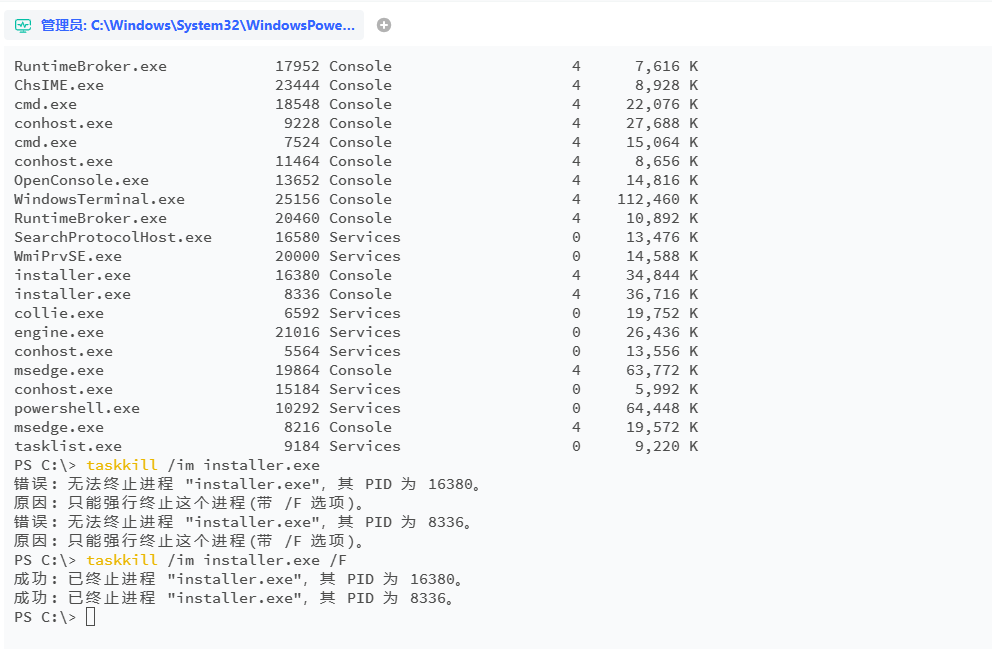 管理员: C:\Windows\System32\WindowsPowe...
RuntimeBroker.exe 17952 Console 4 7,616 K
ChsIME.exe 23444 Console 4 8,928 K
cmd.exe 18548 Console 4 22,076 K
conhost.exe 9228 Console 4 27,688 K
cmd.exe 7524 Console 4 15,064 K
conhost.exe 11464 Console 4 8,656 K
OpenConsole.exe 13652 Console 4 14,816 K
WindowsTerminal.exe 25156 Console 4 112,460 K
RuntimeBroker.exe 20460 Console 4 10,892 K
SearchProtocolHost.exe 16580 Services 0 13,476 K
WmiPrvSE.exe 20000 Services 0 14,588 K
installer.exe 16380 Console 4 34,844 K
installer.exe 8336 Console 4 36,716 K
collie.exe 6592 Services 0 19,752 K
engine.exe 21016 Services 0 26,436 K
conhost.exe 5564 Services 0 13,556 K
msedge.exe 19864 Console 4 63,772 K
conhost.exe 15184 Services 0 5,992 K
powershell.exe 10292 Services 0 64,448 K
msedge.exe 8216 Console 4 19,572 K
tasklist.exe 9184 Services 0 9,220 K
PS C:\> taskkill /im installer.exe
错误: 无法终止进程 "installer.exe"，其 PID 为 16380。
原因: 只能强行终止这个进程(带 /F 选项)。
错误: 无法终止进程 "installer.exe"，其 PID 为 8336。
原因: 只能强行终止这个进程(带 /F 选项)。
PS C:\> taskkill /im installer.exe /F
成功: 已终止进程 "installer.exe"，其 PID 为 16380。
成功: 已终止进程 "installer.exe"，其 PID 为 8336。
PS C:\>